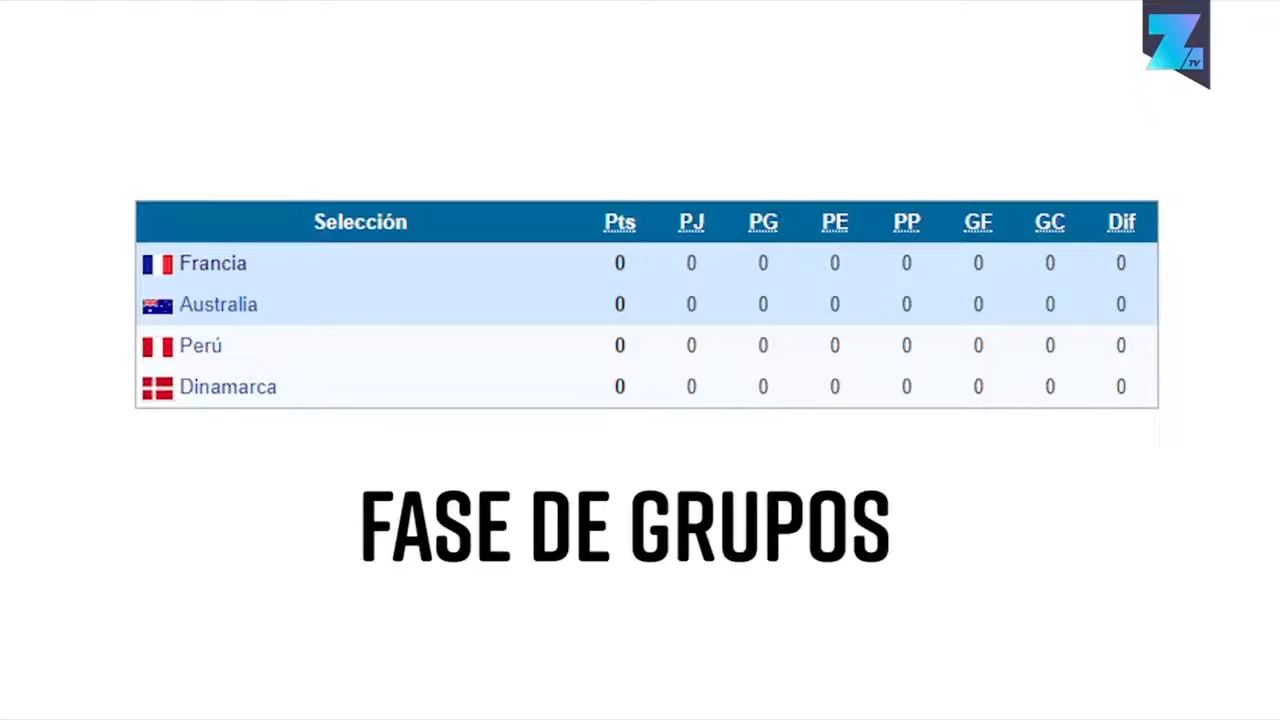 Z TV
Selección Pts PJ PG PE PP GF GC Dif
Francia 0 0 0 0 0 0 0 0
Australia 0 0 0 0 0 0 0 0
Perú 0 0 0 0 0 0 0 0
Dinamarca 0 0 0 0 0 0 0 0
FASE DE GRUPOS